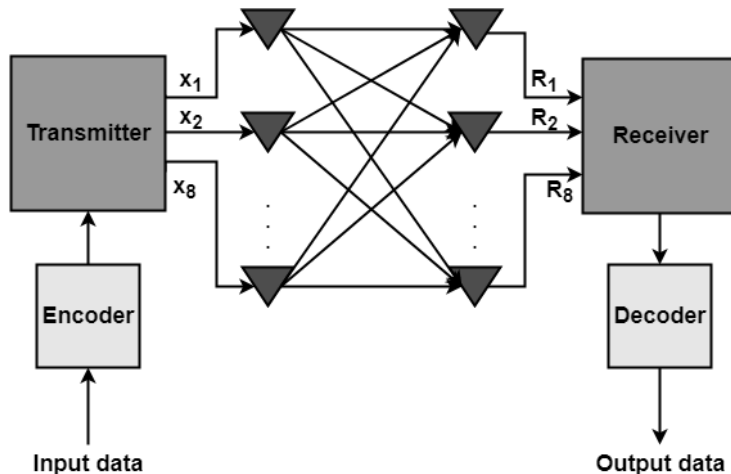 x1
R1
Transmitter
x2
R2
Receiver
x8
R8
Encoder
Decoder
Input data
Output data